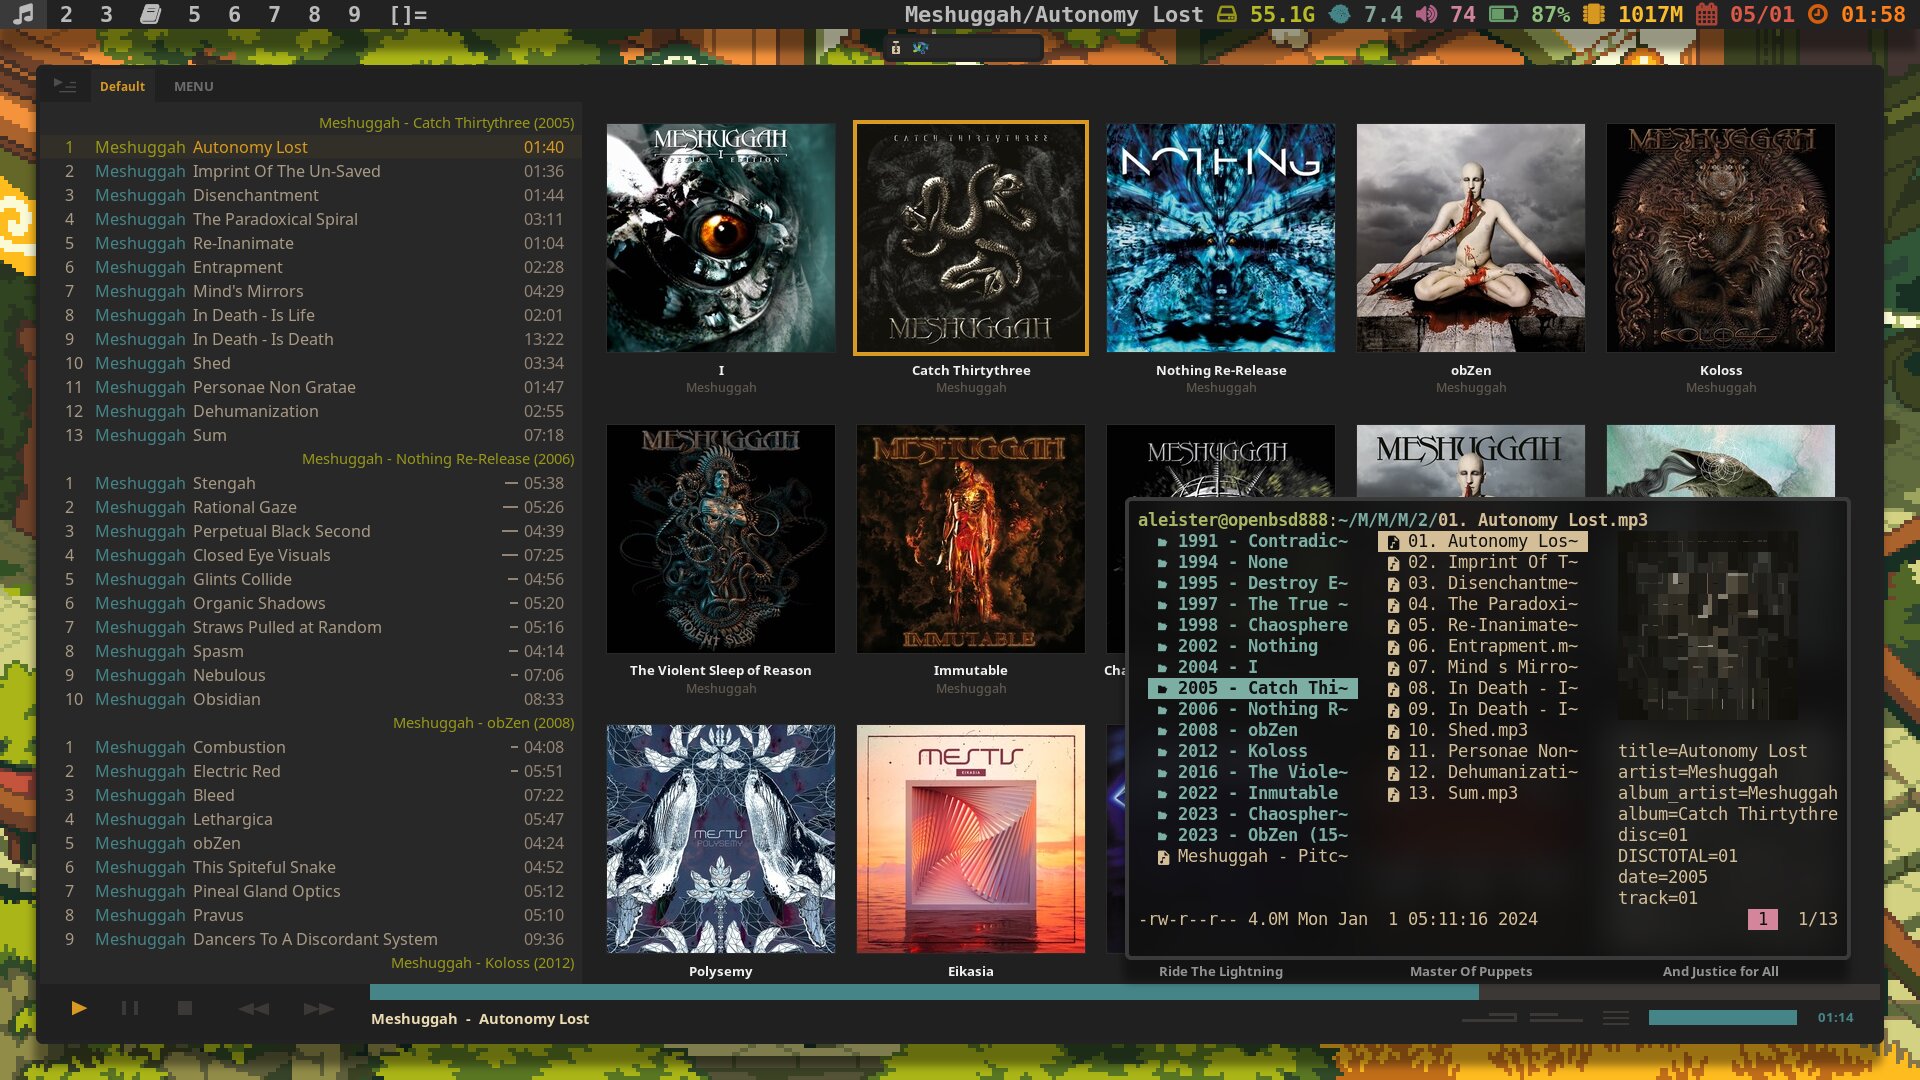 2 3 5 6 7 8 9 []= Meshuggah/Autonomy Lost 55.1G 7.4 74 87% 1017M 05/01 01:58
Default MENU
Meshuggah - Catch Thirtythree (2005)
1 Meshuggah Autonomy Lost 01:40
2 Meshuggah Imprint Of The Un-Saved 01:36
3 Meshuggah Disenchantment 01:44
4 Meshuggah The Paradoxical Spiral 03:11
5 Meshuggah Re-Inanimate 01:04
6 Meshuggah Entrapment 02:28
7 Meshuggah Mind's Mirrors 04:29
8 Meshuggah In Death - Is Life 02:01
9 Meshuggah In Death - Is Death 13:22
10 Meshuggah Shed 03:34
11 Meshuggah Personae Non Gratae 01:47
12 Meshuggah Dehumanization 02:55
13 Meshuggah Sum 07:18
Meshuggah - Nothing Re-Release (2006)
1 Meshuggah Stengah 05:38
2 Meshuggah Rational Gaze 05:26
3 Meshuggah Perpetual Black Second 04:39
4 Meshuggah Closed Eye Visuals 07:25
5 Meshuggah Glints Collide 04:56
6 Meshuggah Organic Shadows 05:20
7 Meshuggah Straws Pulled at Random 05:16
8 Meshuggah Spasm 04:14
9 Meshuggah Nebulous 07:06
10 Meshuggah Obsidian 08:33
Meshuggah - obZen (2008)
1 Meshuggah Combustion 04:08
2 Meshuggah Electric Red 05:51
3 Meshuggah Bleed 07:22
4 Meshuggah Lethargica 05:47
5 Meshuggah obZen 04:24
6 Meshuggah This Spiteful Snake 04:52
7 Meshuggah Pineal Gland Optics 05:12
8 Meshuggah Pravus 05:10
9 Meshuggah Dancers To A Discordant System 09:36
Meshuggah - Koloss (2012)
MESHUGGAH
I
SPECIAL EDITION
CATCH THIRTYTHREE
MESHUGGAH
NOTHING
MESHUGGAH
KOLOSS
I Catch Thirtythree Nothing Re-Release obZen Koloss
Meshuggah Meshuggah Meshuggah Meshuggah Meshuggah
MESHUGGAH
VIOLENT SLEEP
MESHUGGAH
IMMUTABLE
MESHUGGAH
MESHUGGAH
The Violent Sleep of Reason Immutable Cha
Meshuggah Meshuggah
MESTIS
POLYSEMY
MESTIS
EIKASIA
Polysemy Eikasia Ride The Lightning Master Of Puppets And Justice for All
aleister@openbsd888:~/M/M/M/2/01. Autonomy Lost.mp3
1991 - Contradic~
1994 - None
1995 - Destroy E~
1997 - The True ~
1998 - Chaosphere
2002 - Nothing
2004 - I
2005 - Catch Thi~
2006 - Nothing R~
2008 - obZen
2012 - Koloss
2016 - The Viole~
2022 - Inmutable
2023 - Chaospher~
2023 - ObZen (15~
Meshuggah - Pitc~
01. Autonomy Los~
02. Imprint Of T~
03. Disenchantme~
04. The Paradoxi~
05. Re-Inanimate~
06. Entrapment.m~
07. Mind s Mirro~
08. In Death - I~
09. In Death - I~
10. Shed.mp3
11. Personae Non~
12. Dehumanizati~
13. Sum.mp3
title=Autonomy Lost
artist=Meshuggah
album_artist=Meshuggah
album=Catch Thirtythre
disc=01
DISCTOTAL=01
date=2005
track=01
-rw-r--r-- 4.0M Mon Jan  1 05:11:16 2024 1 1/13
Meshuggah - Autonomy Lost 01:14